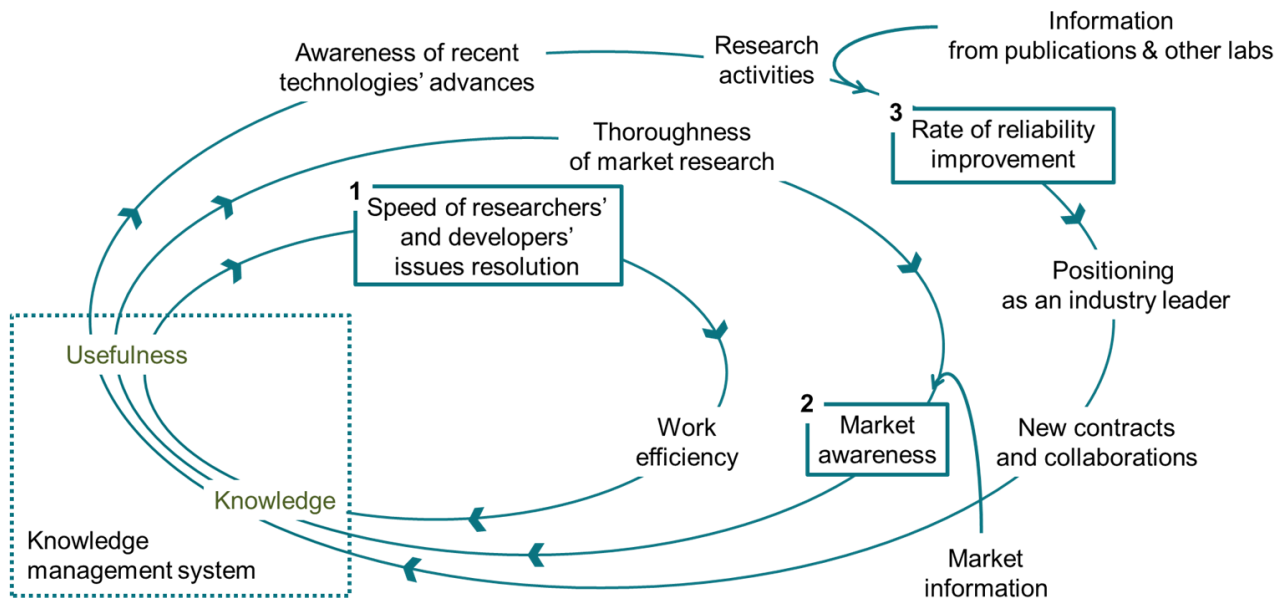 Awareness of recent
technologies’ advances
Research
activities
Information
from publications & other labs
3
Rate of reliability
improvement
Thoroughness
of market research
1
Speed of researchers’
and developers’
issues resolution
Positioning
as an industry leader
Usefulness
2
Market
awareness
Work
efficiency
New contracts
and collaborations
Knowledge
Knowledge
management system
Market
information